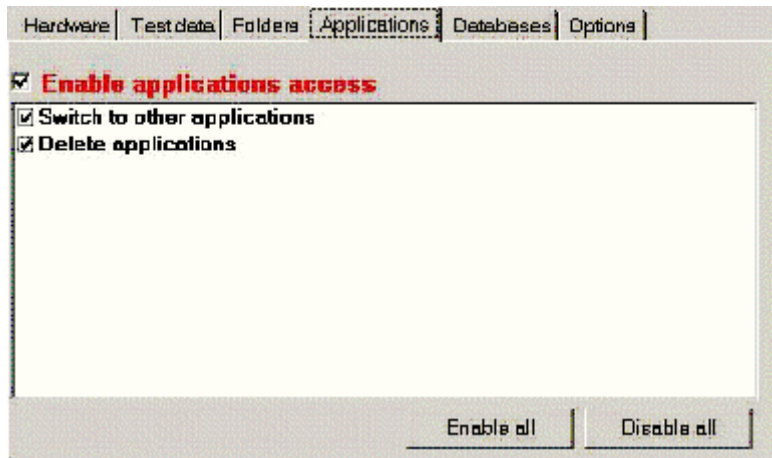 Hardware Test data Folders Applications Databases Options
Enable applications access
Switch to other applications
Delete applications
Enable all Disable all